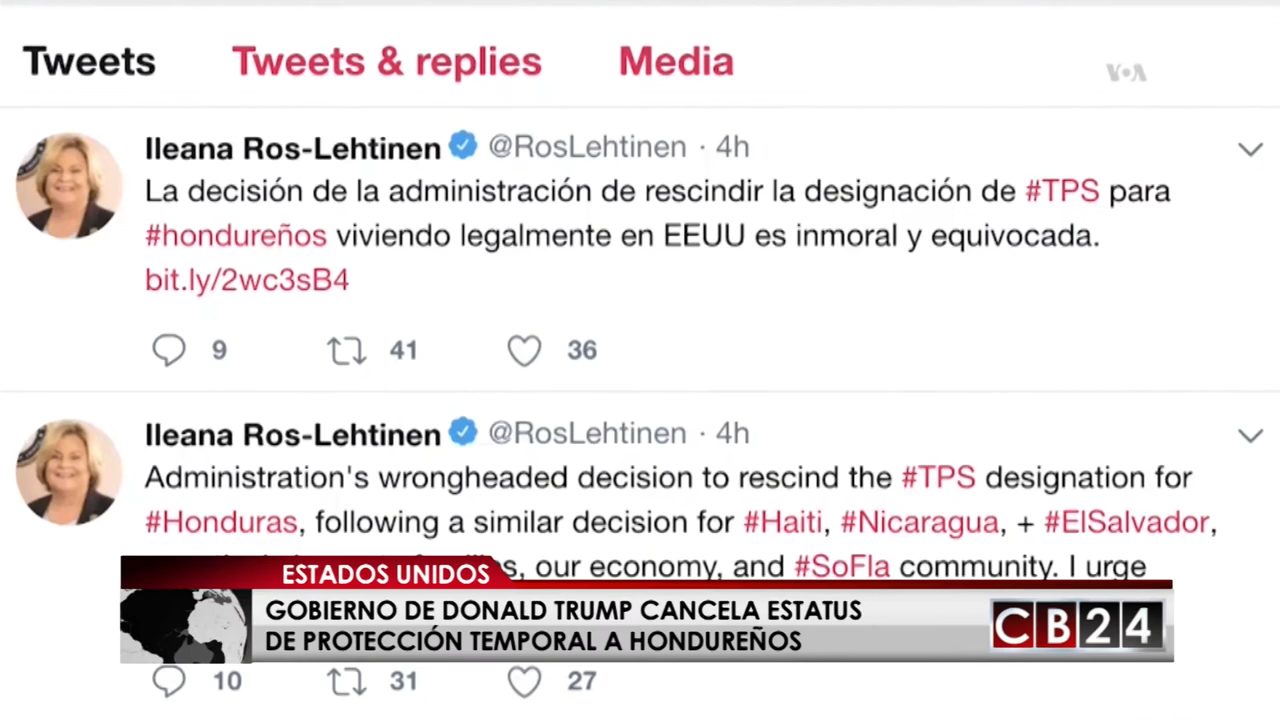 Tweets Tweets & replies Media
VOA
Ileana Ros-Lehtinen @RosLehtinen · 4h
La decisión de la administración de rescindir la designación de #TPS para
#hondureños viviendo legalmente en EEUU es inmoral y equivocada.
bit.ly/2wc3sB4
9 41 36
Ileana Ros-Lehtinen @RosLehtinen · 4h
Administration's wrongheaded decision to rescind the #TPS designation for
#Honduras, following a similar decision for #Haiti, #Nicaragua, + #ElSalvador,
our economy, and #SoFla community. I urge
ESTADOS UNIDOS
GOBIERNO DE DONALD TRUMP CANCELA ESTATUS
DE PROTECCIÓN TEMPORAL A HONDUREÑOS
CB24
10 31 27